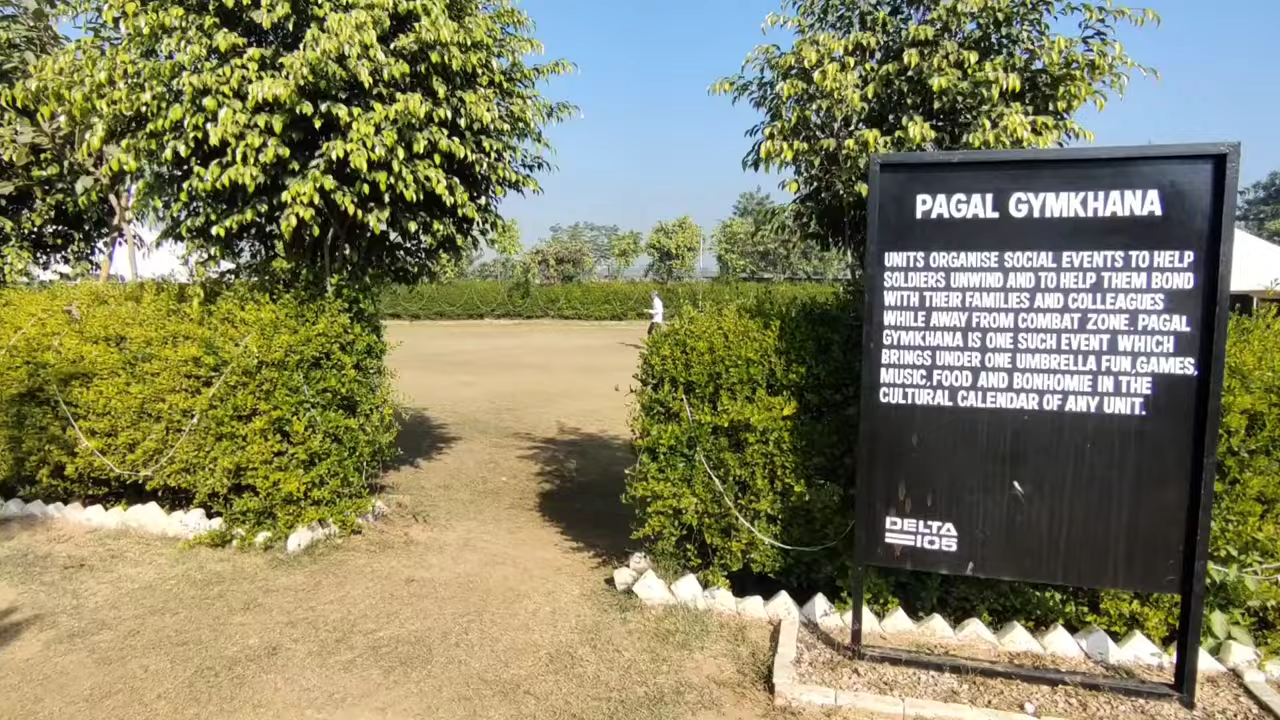 PAGAL GYMKHANA
UNITS ORGANISE SOCIAL EVENTS TO HELP
SOLDIERS UNWIND AND TO HELP THEM BOND
WITH THEIR FAMILIES AND COLLEAGUES
WHILE AWAY FROM COMBAT ZONE. PAGAL
GYMKHANA IS ONE SUCH EVENT WHICH
BRINGS UNDER ONE UMBRELLA FUN,GAMES,
MUSIC,FOOD AND BONHOMIE IN THE
CULTURAL CALENDAR OF ANY UNIT.
DELTA
105